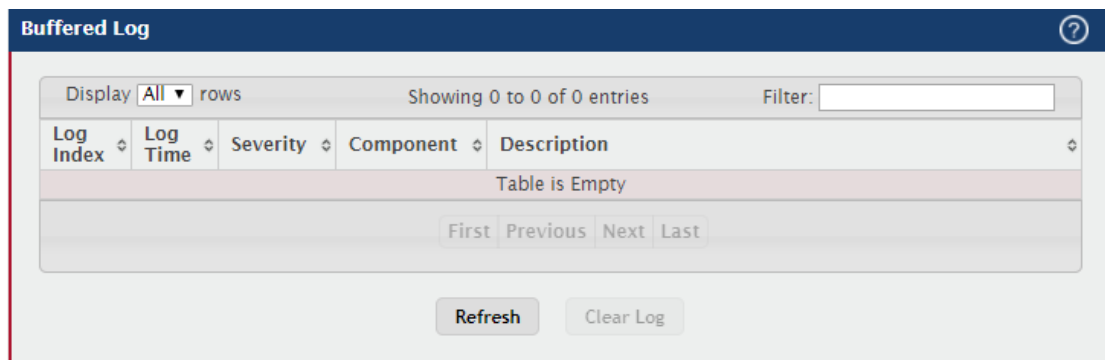 Buffered Log ?
Display All ▼ rows Showing 0 to 0 of 0 entries Filter:
Log Index Log Time Severity Component Description
Table is Empty
First Previous Next Last
Refresh Clear Log